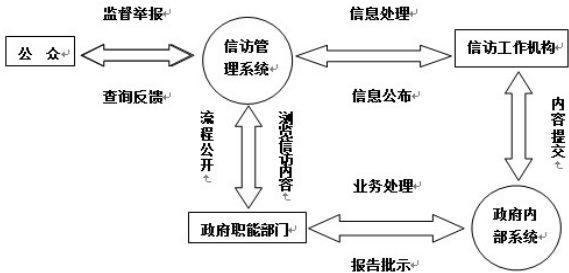 监督举报
信息处理
公 众
信访管
理系统
信访工作机构
查询反馈
信息公布
流程公开
浏览信访内容
内容提交
业务处理
政府职能部门
政府内
部系统
报告批示